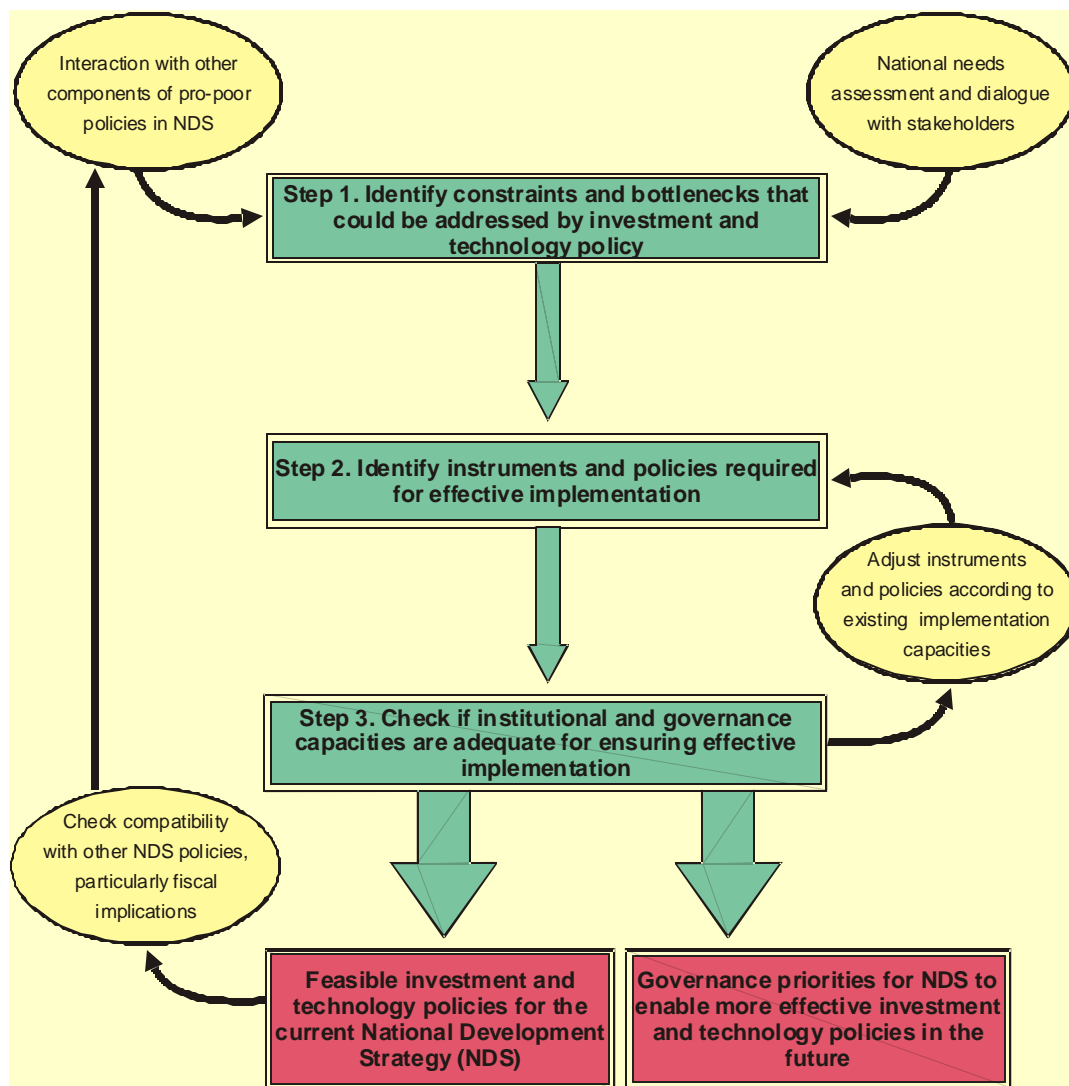 Interaction with other
components of pro-poor
policies in NDS
National needs
assessment and dialogue
with stakeholders
Step 1. Identify constraints and bottlenecks that
could be addressed by investment and
technology policy
Step 2. Identify instruments and policies required
for effective implementation
Adjust instruments
and policies according to
existing implementation
capacities
Step 3. Check if institutional and governance
capacities are adequate for ensuring effective
implementation
Check compatibility
with other NDS policies,
particularly fiscal
implications
Feasible investment and
technology policies for the
current National Development
Strategy (NDS)
Governance priorities for NDS to
enable more effective investment
and technology policies in the
future